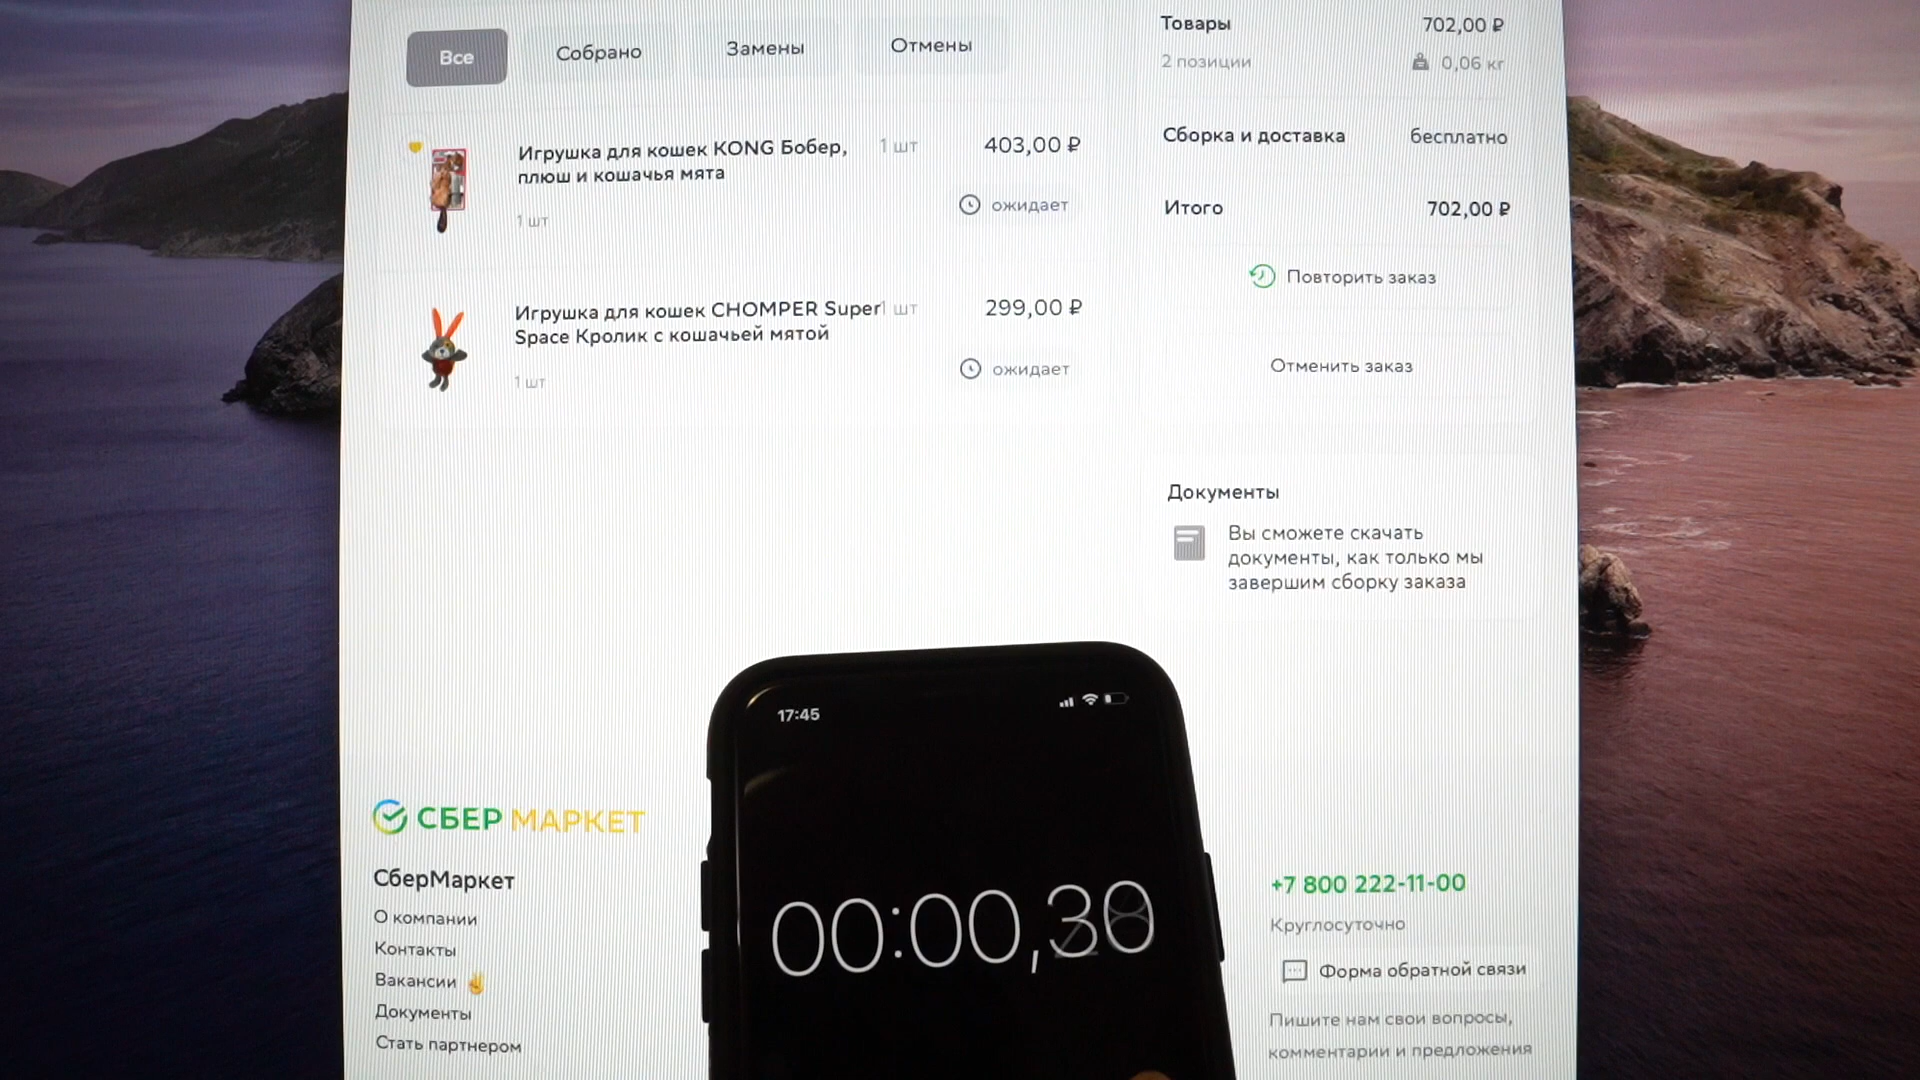 Все
Собрано
Замены
Отмены
Игрушка для кошек KONG Бобер,
плюш и кошачья мята
1 шт
403,00 ₽
1 шт
ожидает
Игрушка для кошек CHOMPER Super
Space Кролик с кошачьей мятой
1 шт
299,00 ₽
1 шт
ожидает
Товары
702,00 ₽
2 позиции
0,06 кг
Сборка и доставка
бесплатно
Итого
702,00 ₽
Повторить заказ
Отменить заказ
Документы
Вы сможете скачать
документы, как только мы
завершим сборку заказа
17:45
00:00,30
СБЕР МАРКЕТ
СберМаркет
О компании
Контакты
Вакансии ✌
Документы
Стать партнером
+7 800 222-11-00
Круглосуточно
Форма обратной связи
Пишите нам свои вопросы,
комментарии и предложения